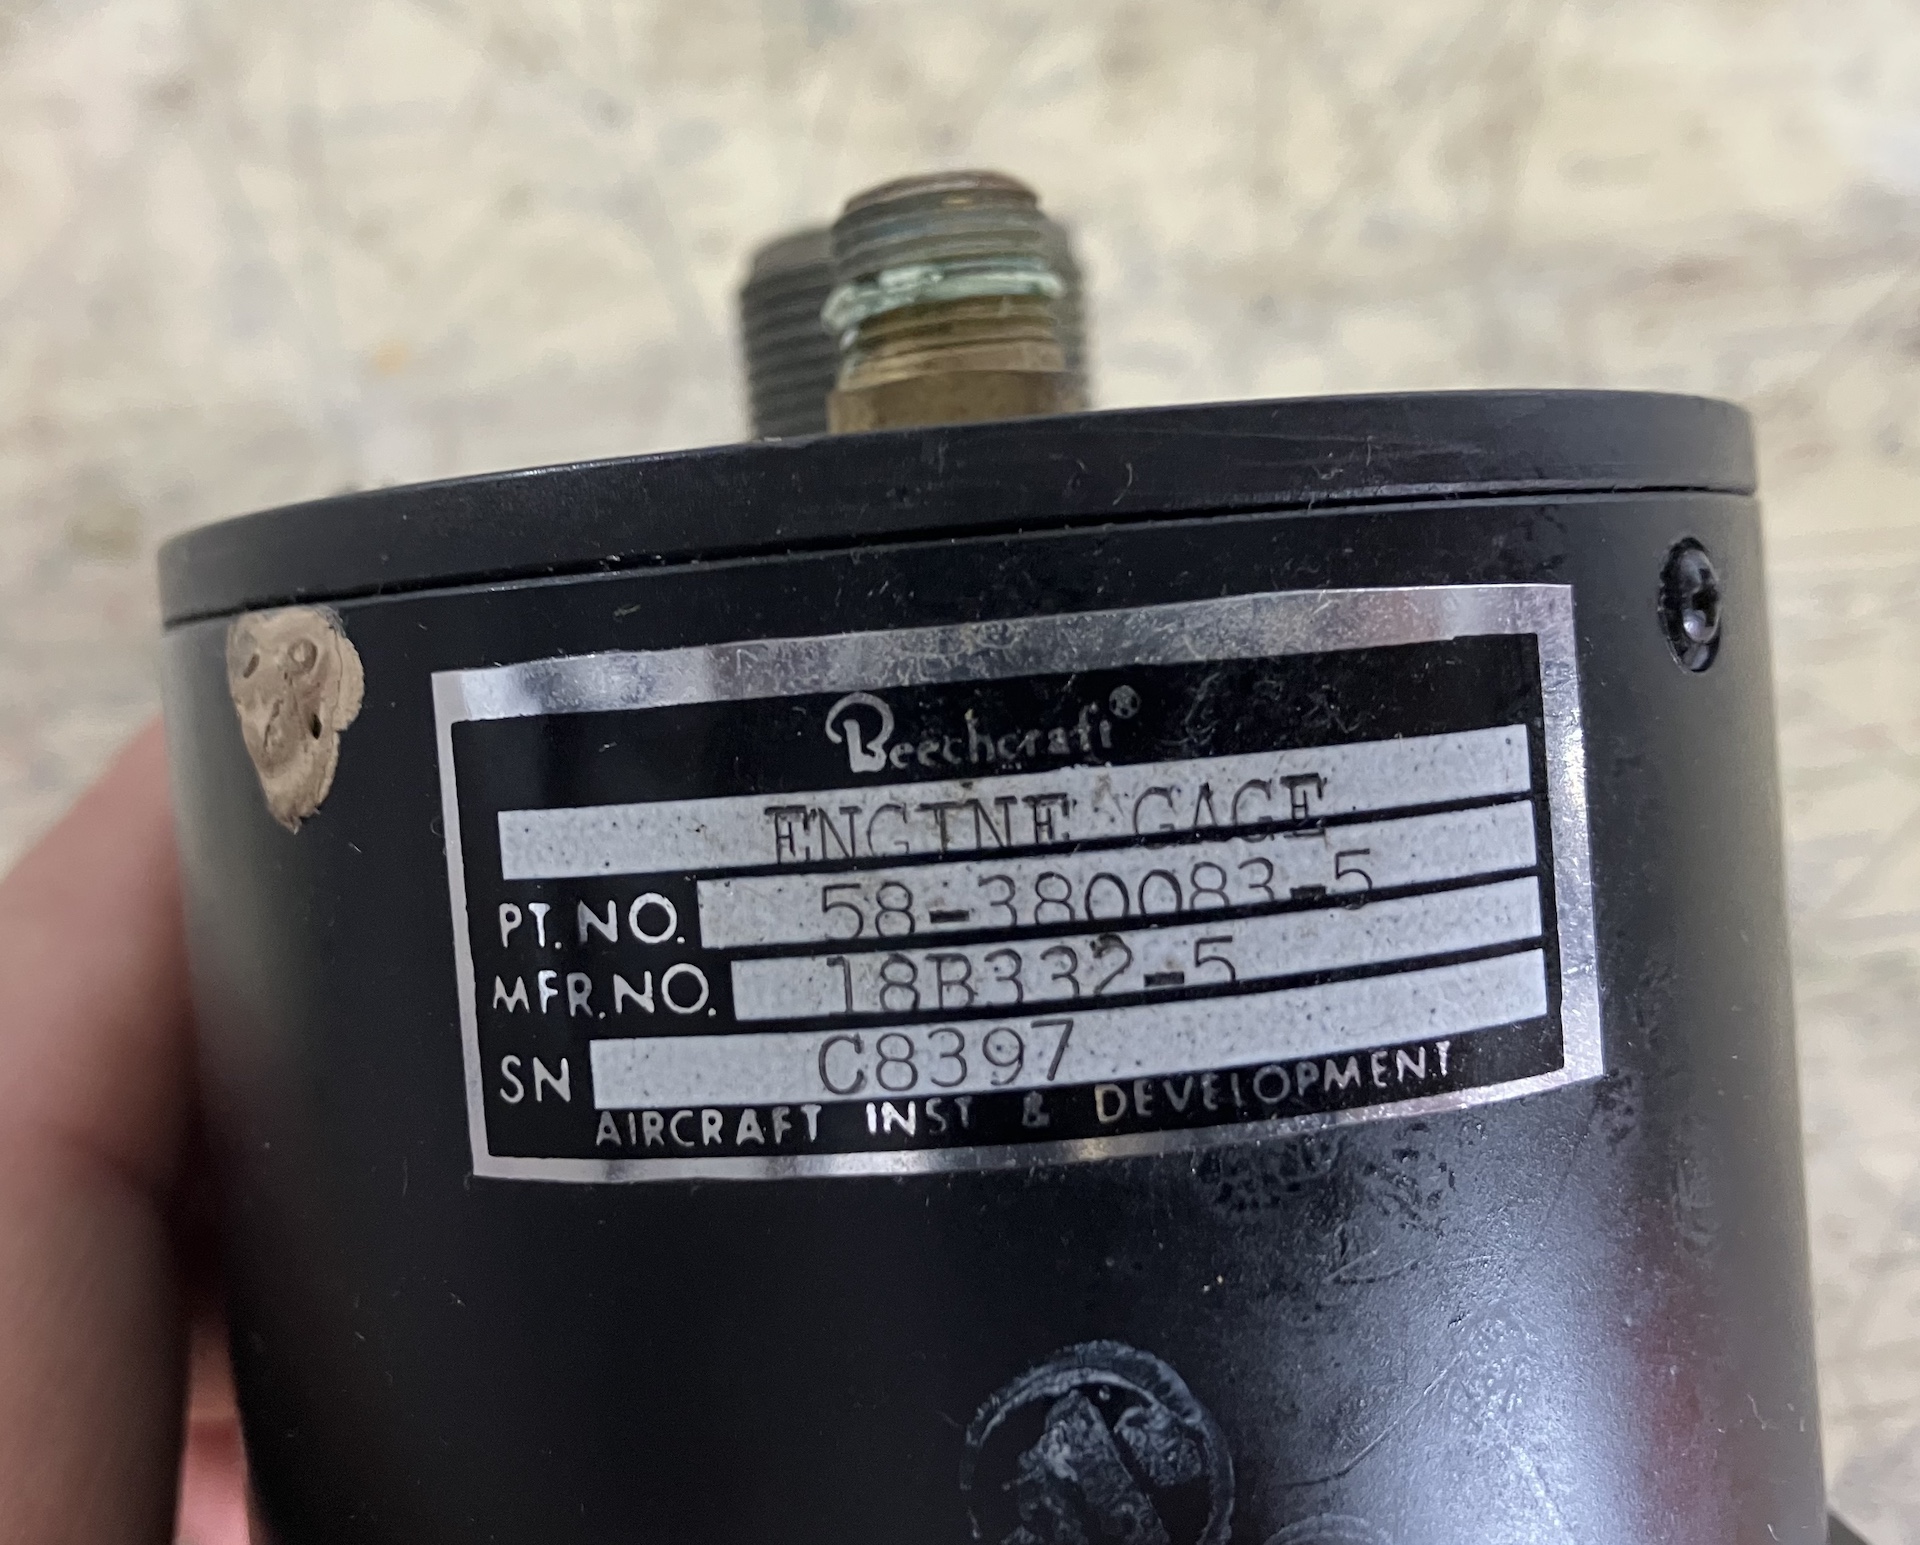 Beechcraft®
ENGINE GAGE
PT. NO. 58-380083-5
MFR. NO. 18B332-5
SN C8397
AIRCRAFT INST & DEVELOPMENT